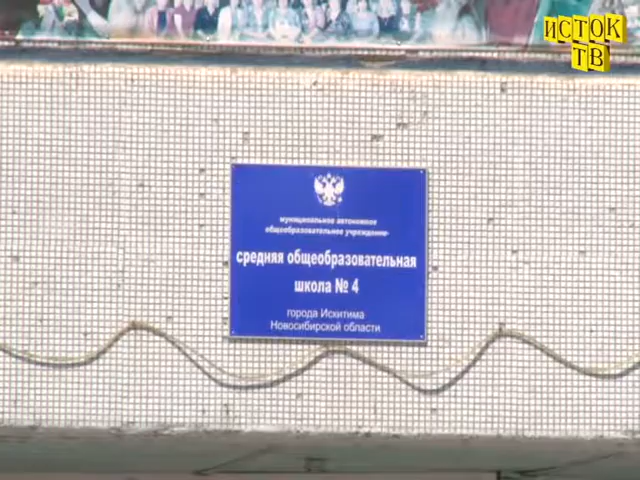 ИСТОК
ТВ
муниципальное автономное
общеобразовательное учреждение-
средняя общеобразовательная
школа № 4
города Искитима
Новосибирской области